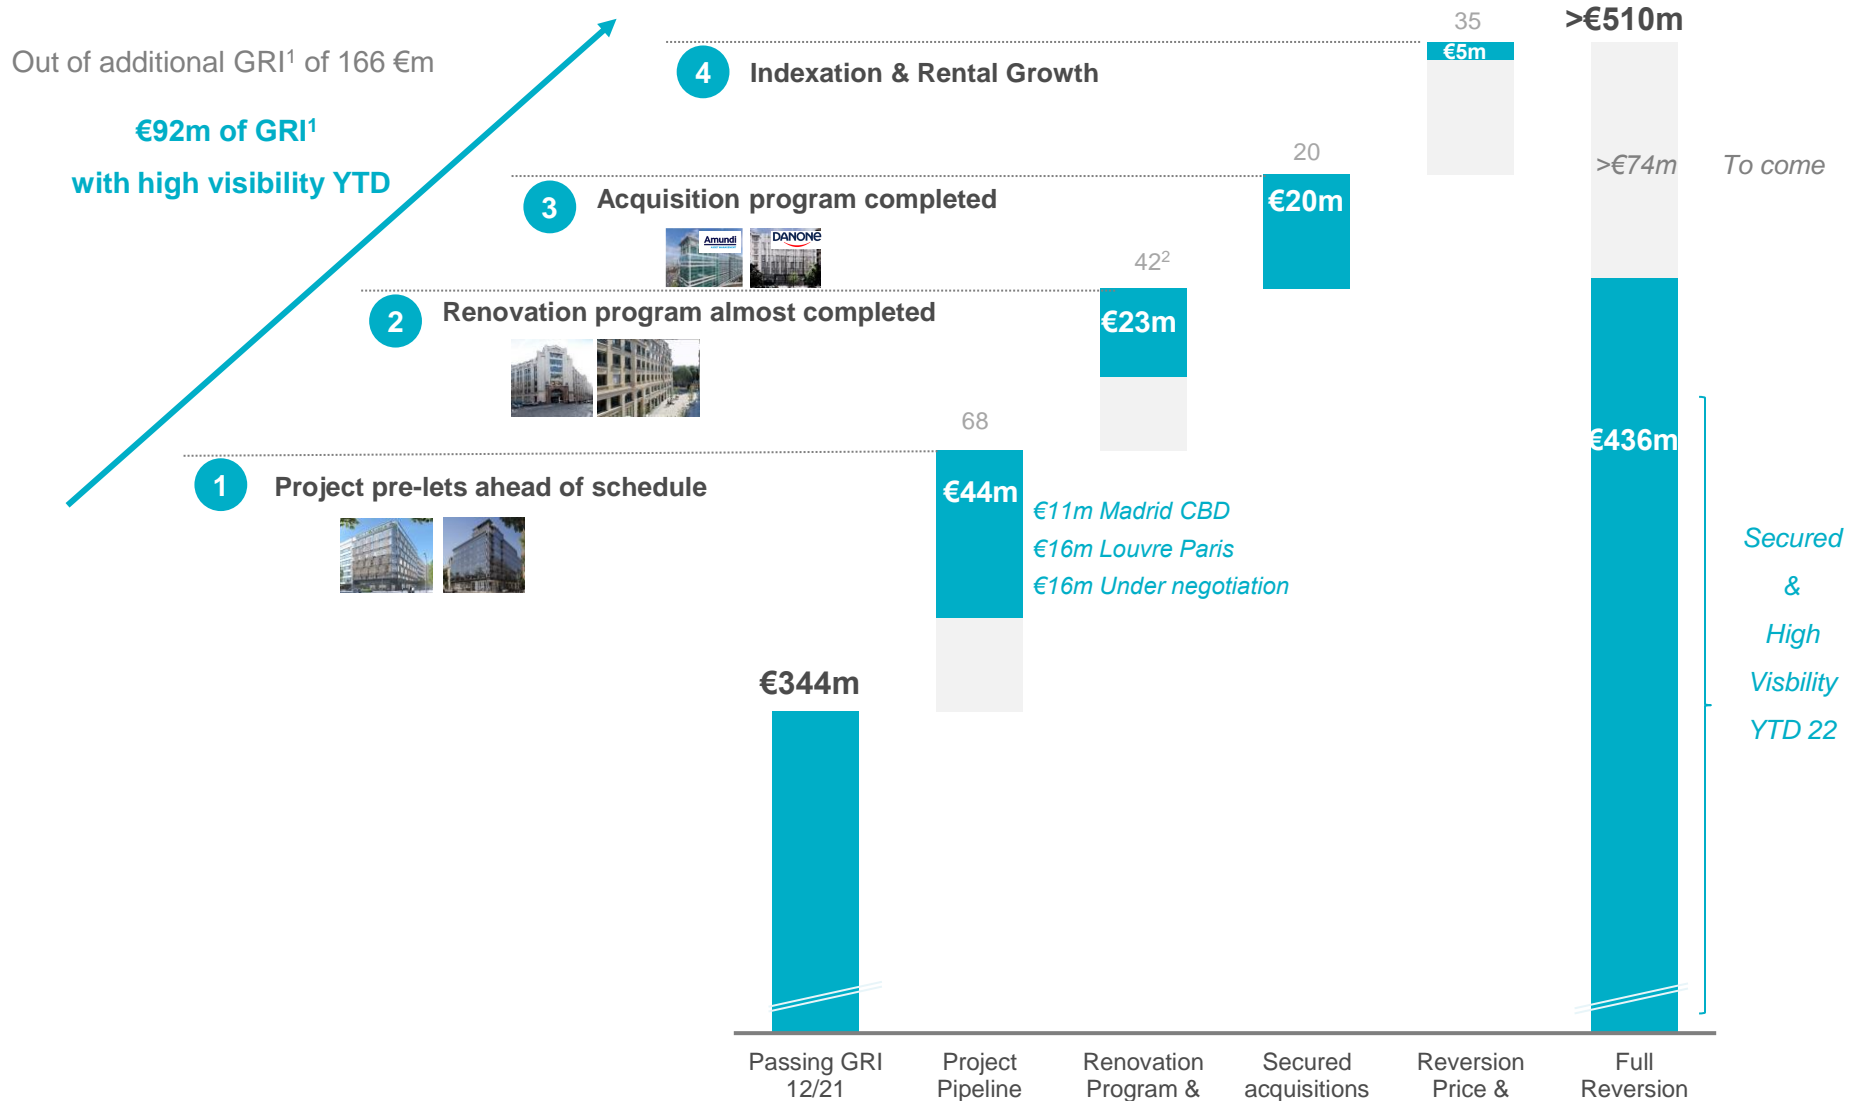 Out of additional GRI¹ of 166 €m
€92m of GRI¹
with high visibility YTD
35
>€510m
€5m
4 Indexation & Rental Growth
>€74m To come
20
3 Acquisition program completed
€20m
Amundi
DANONE
42²
2 Renovation program almost completed
€23m
68
€436m
1 Project pre-lets ahead of schedule
€44m
€11m Madrid CBD
€16m Louvre Paris
€16m Under negotiation
Secured
&
High
Visbility
YTD 22
€344m
Passing GRI
12/21
Project
Pipeline
Renovation
Program &
Secured
acquisitions
Reversion
Price &
Full
Reversion